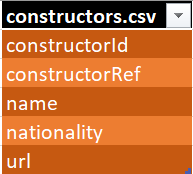 constructors.csv
constructorId
constructorRef
name
nationality
url